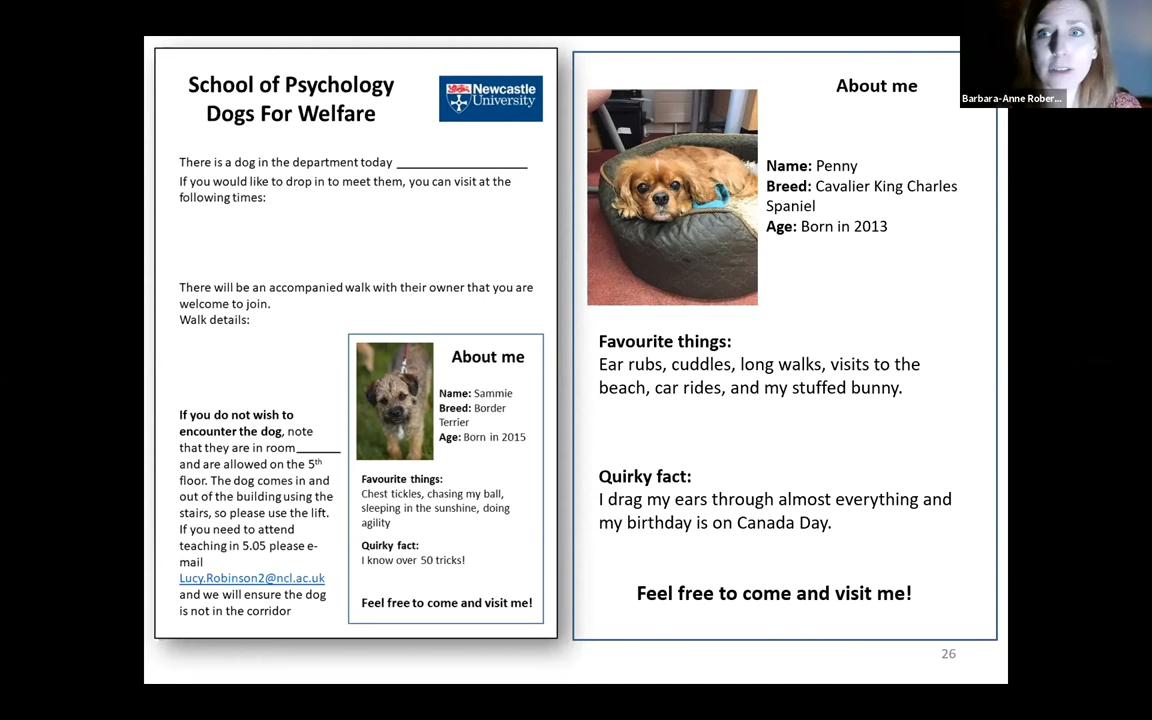 School of Psychology
Dogs For Welfare
Newcastle
University
There is a dog in the department today ____________________
If you would like to drop in to meet them, you can visit at the
following times:
There will be an accompanied walk with their owner that you are
welcome to join.
Walk details:
If you do not wish to
encounter the dog, note
that they are in room______
and are allowed on the 5th
floor. The dog comes in and
out of the building using the
stairs, so please use the lift.
If you need to attend
teaching in 5.05 please e-
mail
Lucy.Robinson2@ncl.ac.uk
and we will ensure the dog
is not in the corridor
About me
Name: Sammie
Breed: Border
Terrier
Age: Born in 2015
Favourite things:
Chest tickles, chasing my ball,
sleeping in the sunshine, doing
agility
Quirky fact:
I know over 50 tricks!
Feel free to come and visit me!
About me
Name: Penny
Breed: Cavalier King Charles
Spaniel
Age: Born in 2013
Favourite things:
Ear rubs, cuddles, long walks, visits to the
beach, car rides, and my stuffed bunny.
Quirky fact:
I drag my ears through almost everything and
my birthday is on Canada Day.
Feel free to come and visit me!
26
Barbara-Anne Rober...